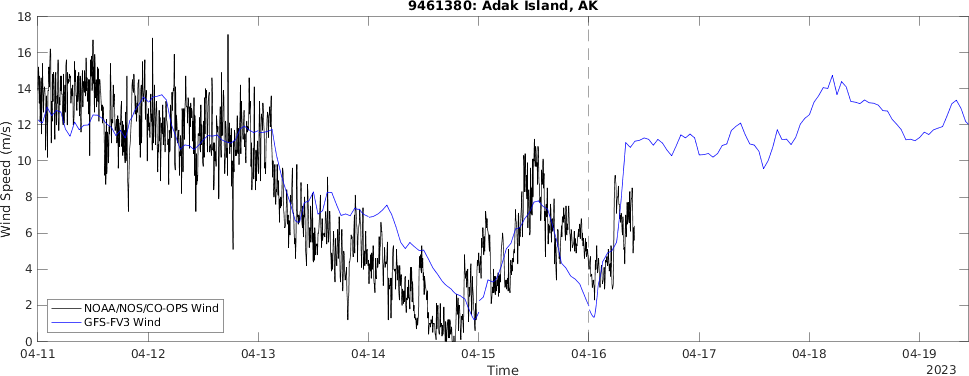 9461380: Adak Island, AK
18
16
14
12
10
8
6
4
2
0
Wind Speed (m/s)
NOAA/NOS/CO-OPS Wind
GFS-FV3 Wind
04-11 04-12 04-13 04-14 04-15 04-16 04-17 04-18 04-19
Time
2023